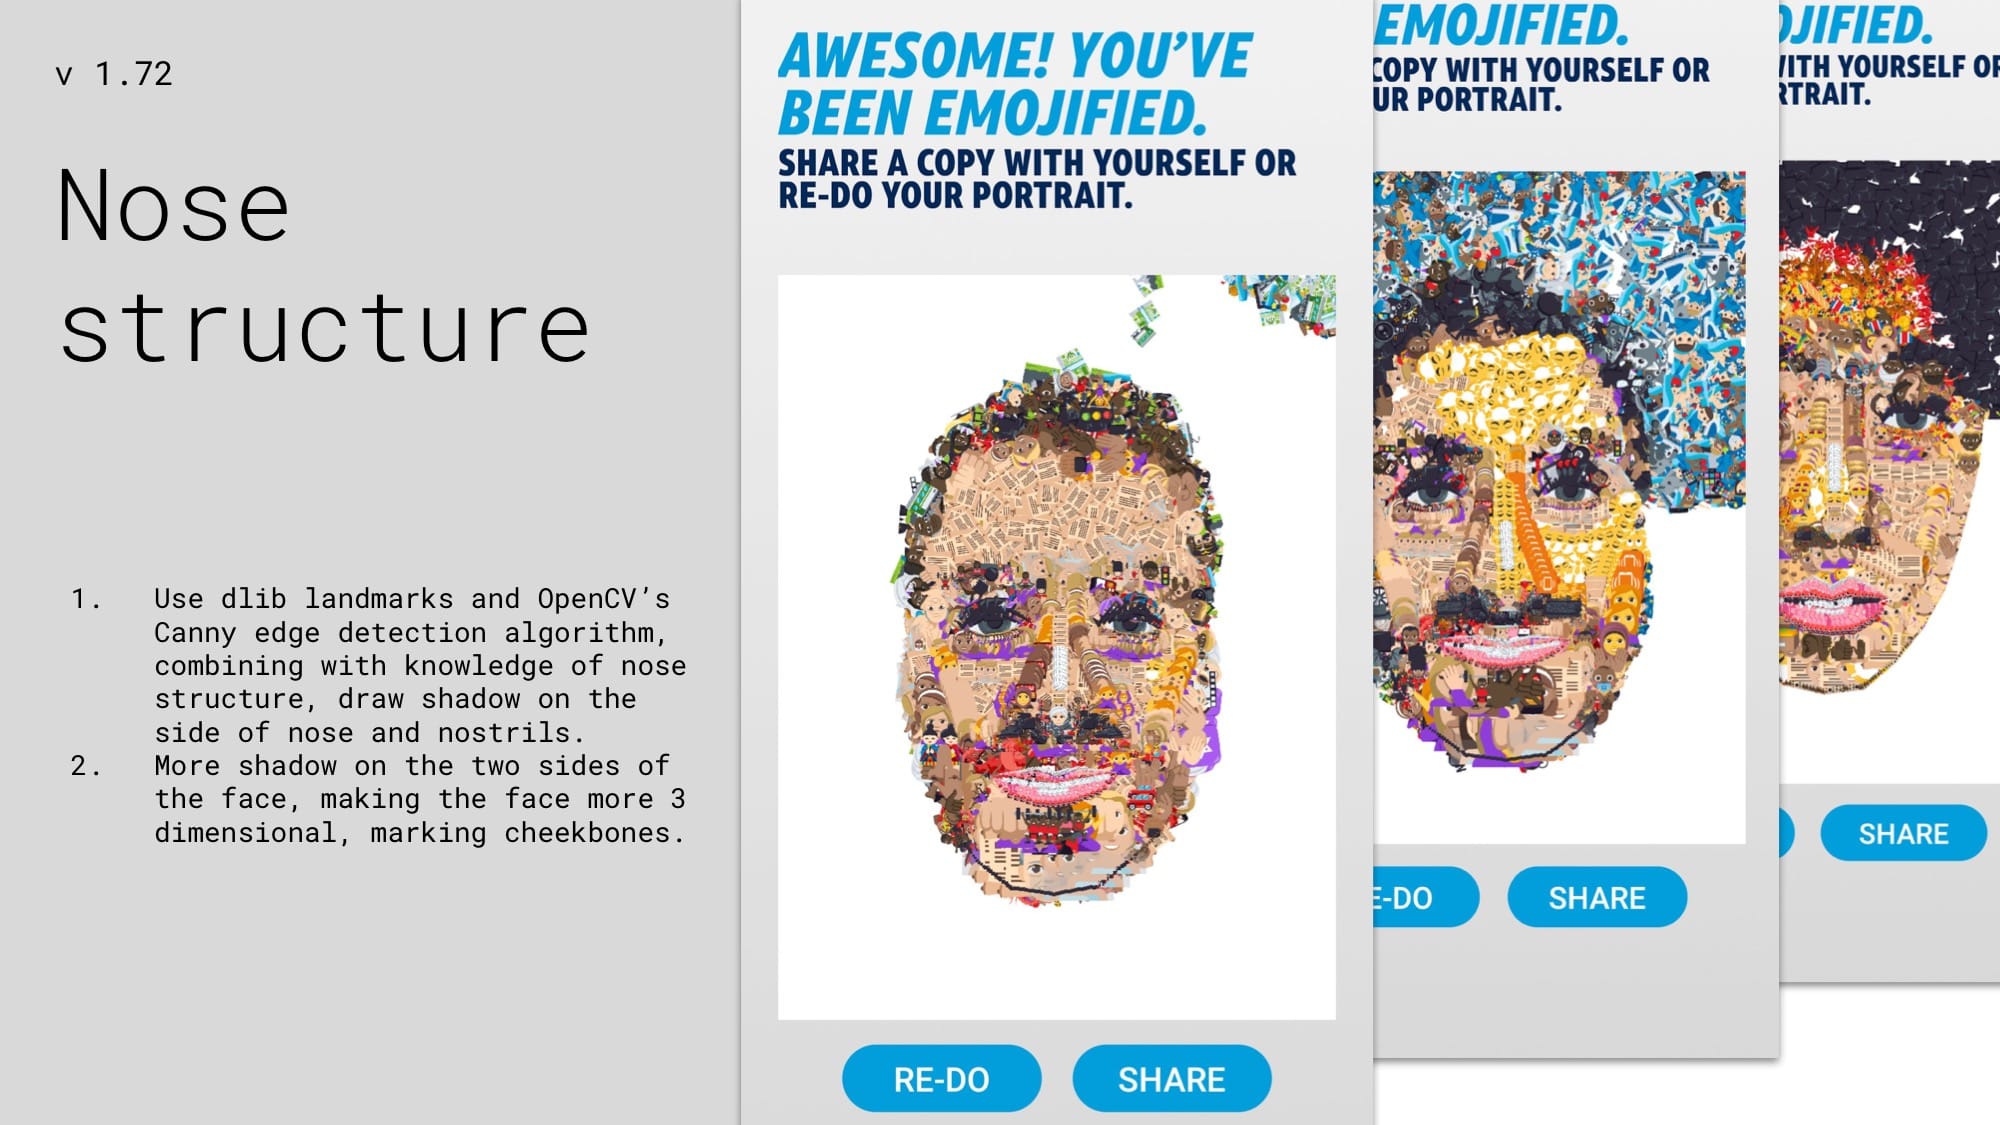 v 1.72
Nose
structure
1. Use dlib landmarks and OpenCV’s
Canny edge detection algorithm,
combining with knowledge of nose
structure, draw shadow on the
side of nose and nostrils.
2. More shadow on the two sides of
the face, making the face more 3
dimensional, marking cheekbones.
AWESOME! YOU’VE
BEEN EMOJIFIED.
SHARE A COPY WITH YOURSELF OR
RE-DO YOUR PORTRAIT.
RE-DO
SHARE
EMOJIFIED.
COPY WITH YOURSELF OR
UR PORTRAIT.
E-DO
SHARE
OJIFIED.
WITH YOURSELF OR
RTRAIT.
SHARE